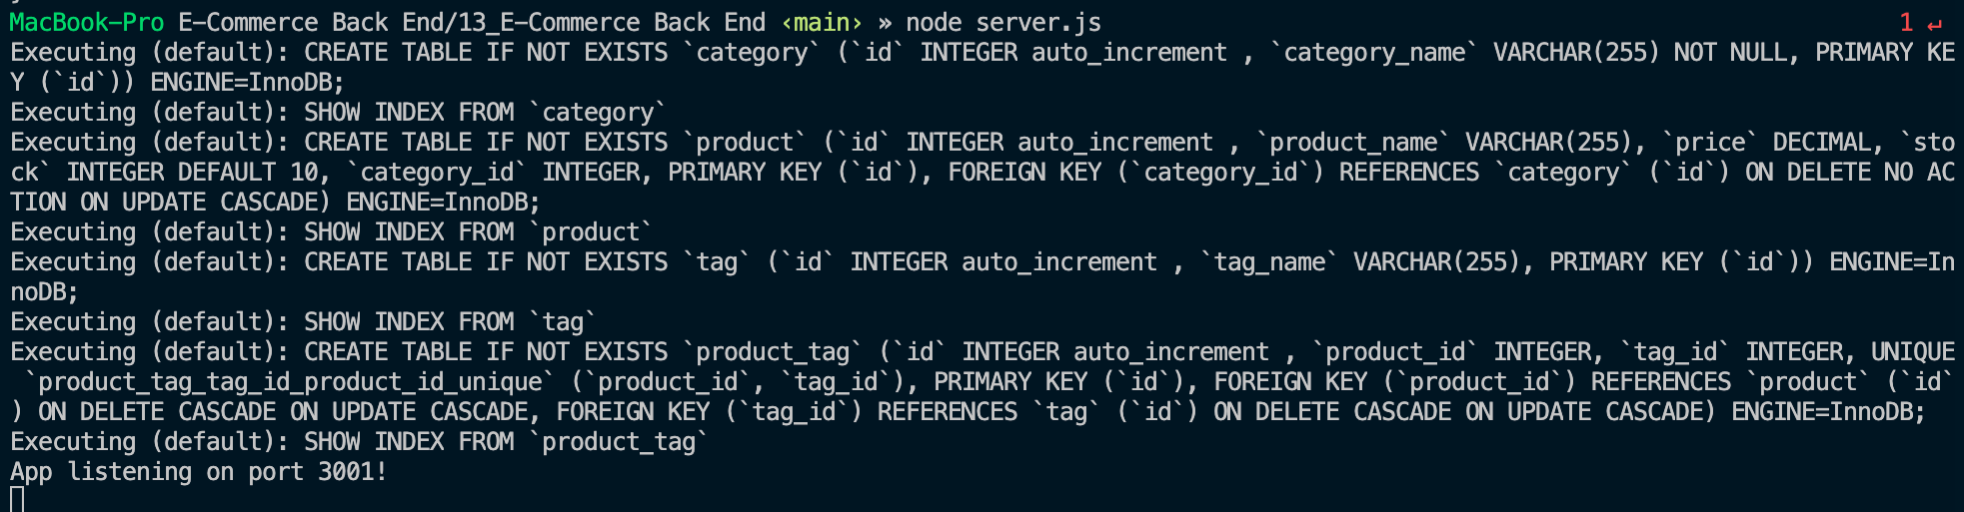 MacBook-Pro E-Commerce Back End/13_E-Commerce Back End ‹main› » node server.js 1 ↵
Executing (default): CREATE TABLE IF NOT EXISTS `category` (`id` INTEGER auto_increment , `category_name` VARCHAR(255) NOT NULL, PRIMARY KE
Y (`id`)) ENGINE=InnoDB;
Executing (default): SHOW INDEX FROM `category`
Executing (default): CREATE TABLE IF NOT EXISTS `product` (`id` INTEGER auto_increment , `product_name` VARCHAR(255), `price` DECIMAL, `sto
ck` INTEGER DEFAULT 10, `category_id` INTEGER, PRIMARY KEY (`id`), FOREIGN KEY (`category_id`) REFERENCES `category` (`id`) ON DELETE NO AC
TION ON UPDATE CASCADE) ENGINE=InnoDB;
Executing (default): SHOW INDEX FROM `product`
Executing (default): CREATE TABLE IF NOT EXISTS `tag` (`id` INTEGER auto_increment , `tag_name` VARCHAR(255), PRIMARY KEY (`id`)) ENGINE=In
noDB;
Executing (default): SHOW INDEX FROM `tag`
Executing (default): CREATE TABLE IF NOT EXISTS `product_tag` (`id` INTEGER auto_increment , `product_id` INTEGER, `tag_id` INTEGER, UNIQUE
 `product_tag_tag_id_product_id_unique` (`product_id`, `tag_id`), PRIMARY KEY (`id`), FOREIGN KEY (`product_id`) REFERENCES `product` (`id`
) ON DELETE CASCADE ON UPDATE CASCADE, FOREIGN KEY (`tag_id`) REFERENCES `tag` (`id`) ON DELETE CASCADE ON UPDATE CASCADE) ENGINE=InnoDB;
Executing (default): SHOW INDEX FROM `product_tag`
App listening on port 3001!